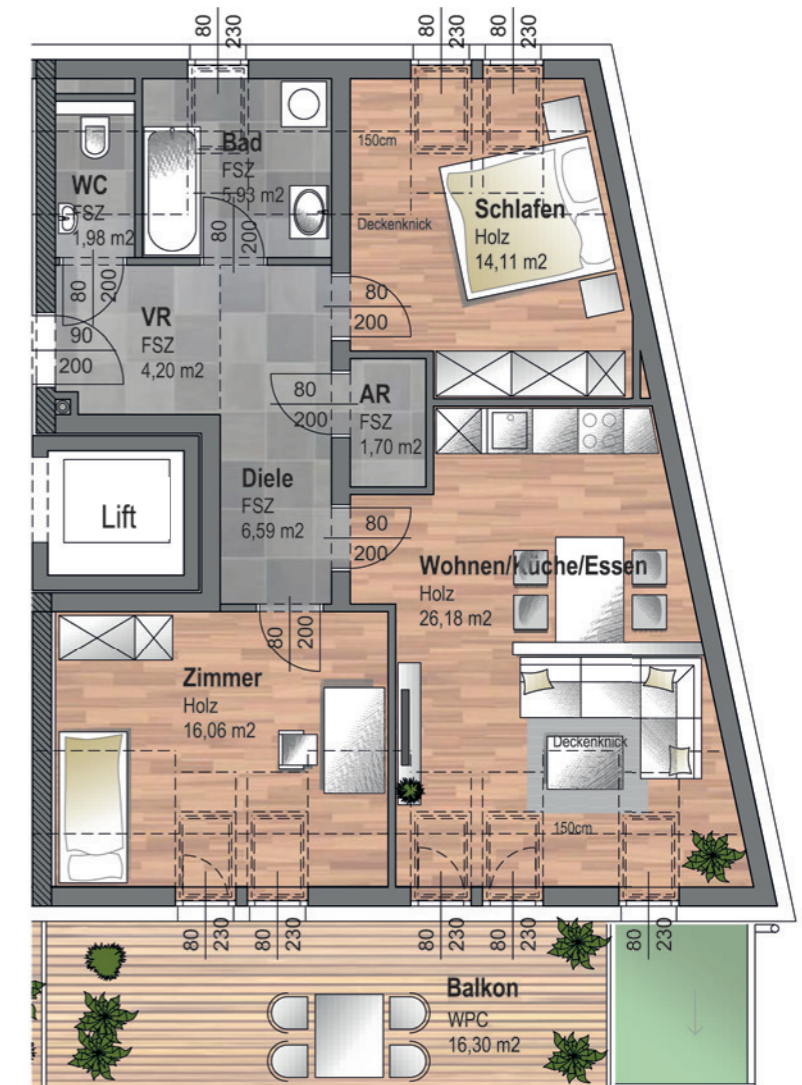 80
230
80
230
80
230
Bad
FSZ
5,93 m2
150cm
WC
FSZ
1,98 m2
Schlafen
Holz
14,11 m2
Deckenknick
80
200
80
200
80
200
90
200
VR
FSZ
4,20 m2
80
200
AR
FSZ
1,70 m2
Diele
FSZ
6,59 m2
Lift
80
200
Wohnen/Küche/Essen
Holz
26,18 m2
80
200
Zimmer
Holz
16,06 m2
Deckenknick
150cm
80
230
80
230
80
230
80
230
80
230
Balkon
WPC
16,30 m2